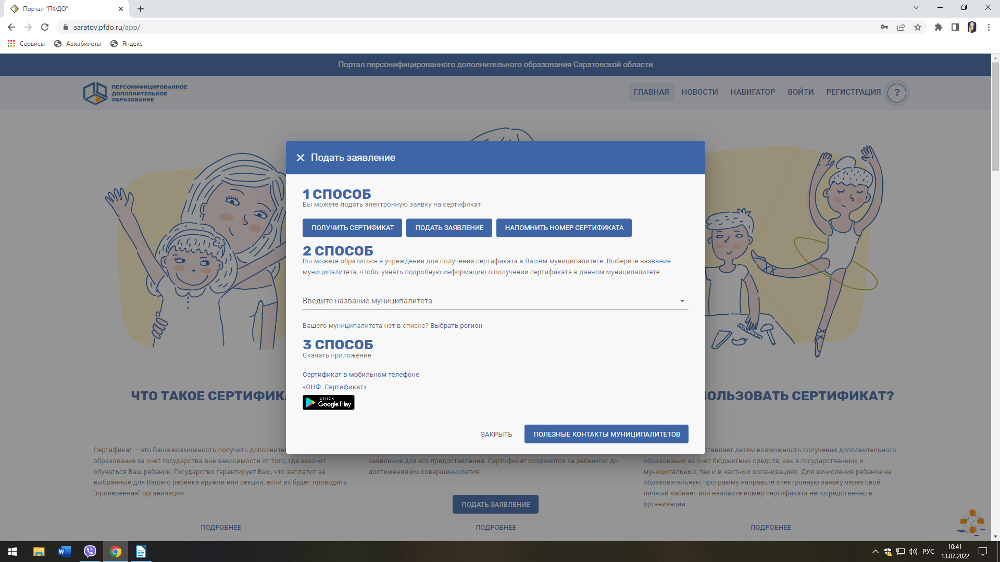 Портал "ПФДО"
saratov.pfdo.ru/app/
Сервисы
Авиабилеты
Яндекс
Портал персонифицированного дополнительного образования Саратовской области
ПЕРСОНИФИЦИРОВАННОЕ
ДОПОЛНИТЕЛЬНОЕ
ОБРАЗОВАНИЕ
ГЛАВНАЯ
НОВОСТИ
НАВИГАТОР
ВОЙТИ
РЕГИСТРАЦИЯ
?
Подать заявление
1 СПОСОБ
Вы можете подать электронную заявку на сертификат
ПОЛУЧИТЬ СЕРТИФИКАТ
ПОДАТЬ ЗАЯВЛЕНИЕ
НАПОМНИТЬ НОМЕР СЕРТИФИКАТА
2 СПОСОБ
Вы можете обратиться в учреждения для получения сертификата в Вашем муниципалитете. Выберите название
муниципалитета, чтобы узнать подробную информацию о получении сертификата в данном муниципалитете.
Введите название муниципалитета
Вашего муниципалитета нет в списке? Выбрать регион
3 СПОСОБ
Скачать приложение
Сертификат в мобильном телефоне
«ОНФ. Сертификат»
GET IT ON
Google Play
ЗАКРЫТЬ
ПОЛЕЗНЫЕ КОНТАКТЫ МУНИЦИПАЛИТЕТОВ
ЧТО ТАКОЕ СЕРТИФИКА
Сертификат – это Ваша возможность получить дополнител
образование за счет государства вне зависимости от того, где захочет
обучаться Ваш ребенок. Государство гарантирует Вам, что заплатит за
выбранные для Вашего ребенка кружки или секции, если их будет проводить
"проверенная" организация.
ПОДРОБНЕЕ
заявление для его предоставления. Сертификат сохранится за ребенком до
достижения им совершеннолетия.
ПОДАТЬ ЗАЯВЛЕНИЕ
ПОДРОБНЕЕ
ПОЛЬЗОВАТЬ СЕРТИФИКАТ?
ставляет детям возможность получения дополнительного
образования за счет бюджетных средств, как в государственных и
муниципальных, так и в частных организациях. Для зачисления ребенка на
образовательную программу направьте электронную заявку через свой
личный кабинет или назовите номер сертификата непосредственно в
организации.
ПОДРОБНЕЕ
РУС
10:41
13.07.2022